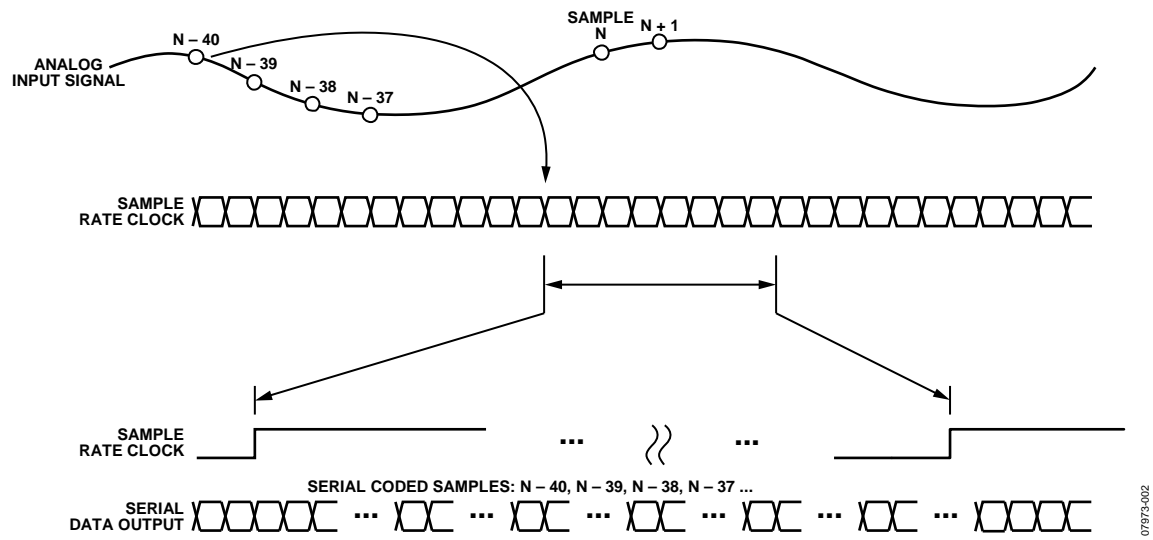 SAMPLE
N
N + 1
N – 40
ANALOG
INPUT SIGNAL
N – 39
N – 38
N – 37
SAMPLE
RATE CLOCK
SAMPLE
RATE CLOCK
...
...
SERIAL CODED SAMPLES: N – 40, N – 39, N – 38, N – 37 ...
SERIAL
DATA OUTPUT
... ... ... ... ... ...
07973-002